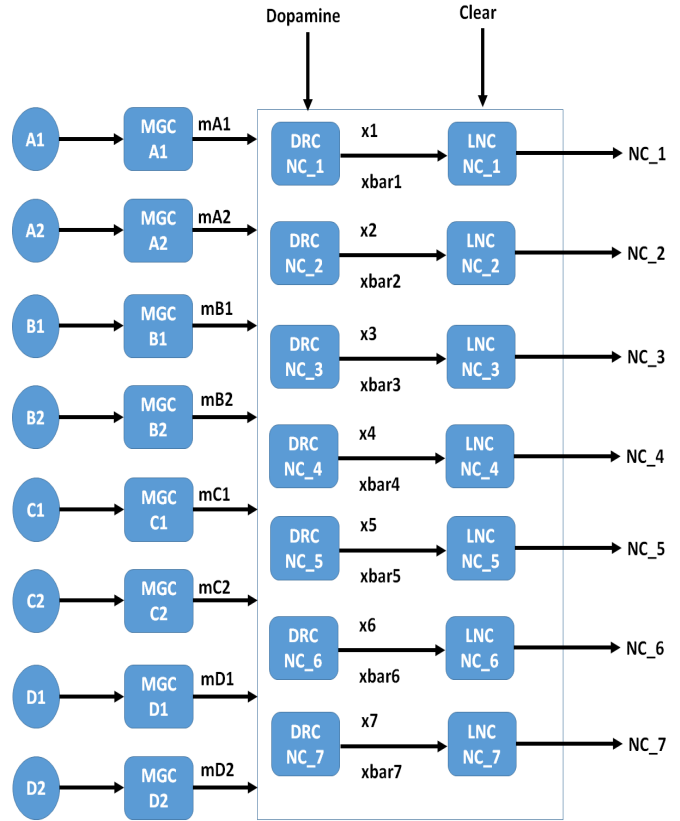 Dopamine
Clear
A1
MGC
A1
mA1
DRC
NC_1
x1
xbar1
LNC
NC_1
NC_1
A2
MGC
A2
mA2
DRC
NC_2
x2
xbar2
LNC
NC_2
NC_2
B1
MGC
B1
mB1
DRC
NC_3
x3
xbar3
LNC
NC_3
NC_3
B2
MGC
B2
mB2
DRC
NC_4
x4
xbar4
LNC
NC_4
NC_4
C1
MGC
C1
mC1
DRC
NC_5
x5
xbar5
LNC
NC_5
NC_5
C2
MGC
C2
mC2
DRC
NC_6
x6
xbar6
LNC
NC_6
NC_6
D1
MGC
D1
mD1
DRC
NC_7
x7
xbar7
LNC
NC_7
NC_7
D2
MGC
D2
mD2